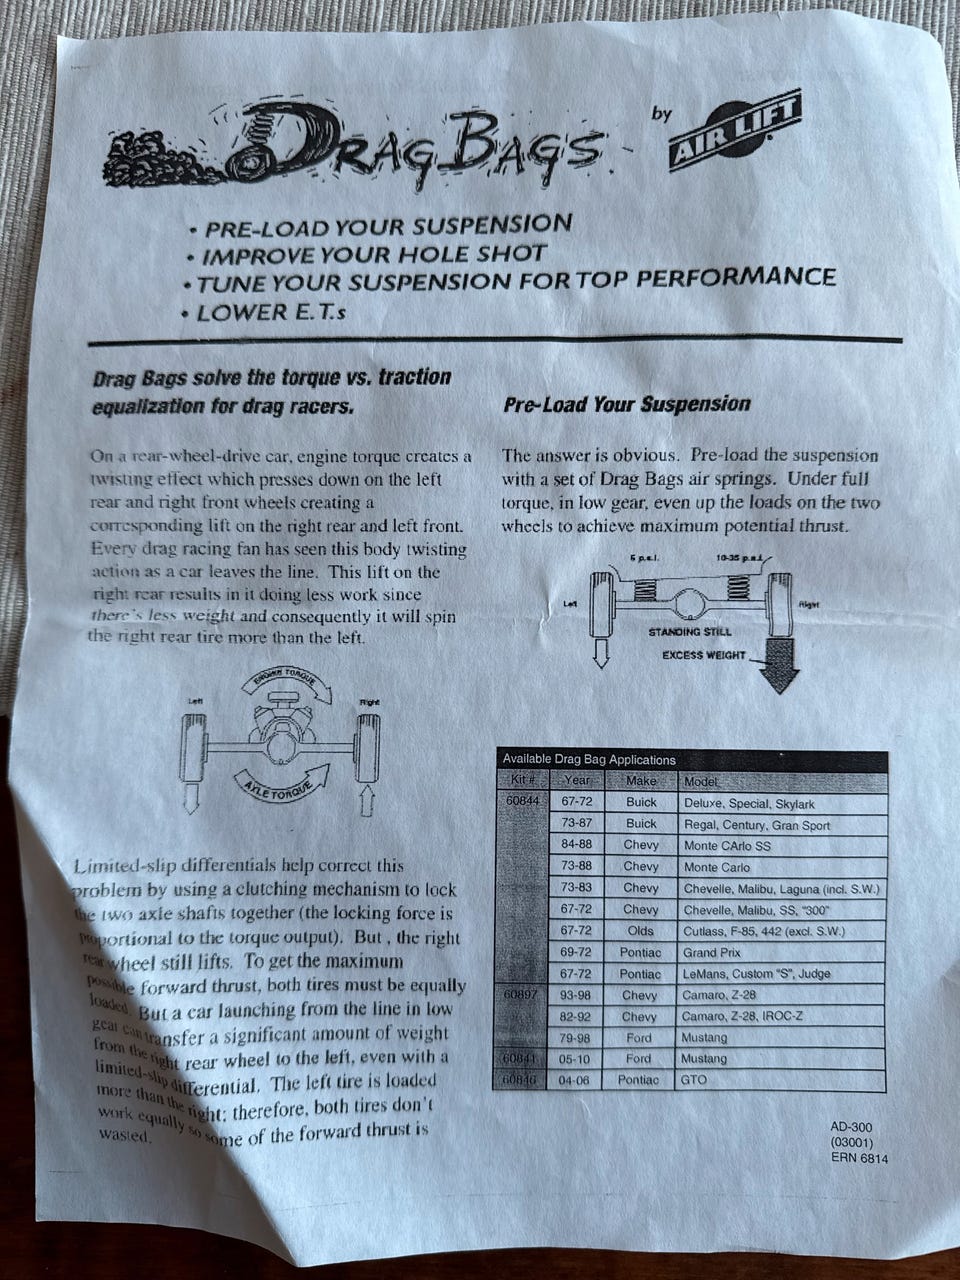 DRAG BAGS
by AIR LIFT
• PRE-LOAD YOUR SUSPENSION
• IMPROVE YOUR HOLE SHOT
• TUNE YOUR SUSPENSION FOR TOP PERFORMANCE
• LOWER E.T.s
Drag Bags solve the torque vs. traction
equalization for drag racers.
On a rear-wheel-drive car, engine torque creates a
twisting effect which presses down on the left
rear and right front wheels creating a
corresponding lift on the right rear and left front.
Every drag racing fan has seen this body twisting
action as a car leaves the line. This lift on the
right rear results in it doing less work since
there's less weight and consequently it will spin
the right rear tire more than the left.
ENGINE TORQUE
Left
Right
AXLE TORQUE
Limited-slip differentials help correct this
problem by using a clutching mechanism to lock
the two axle shafts together (the locking force is
proportional to the torque output). But , the right
rear wheel still lifts. To get the maximum
possible forward thrust, both tires must be equally
loaded. But a car launching from the line in low
gear can transfer a significant amount of weight
from the right rear wheel to the left, even with a
limited-slip differential. The left tire is loaded
more than the right; therefore, both tires don't
work equally so some of the forward thrust is
wasted.
Pre-Load Your Suspension
The answer is obvious. Pre-load the suspension
with a set of Drag Bags air springs. Under full
torque, in low gear, even up the loads on the two
wheels to achieve maximum potential thrust.
5 p.s.i. 10-35 p.s.i.
Left
Right
STANDING STILL
EXCESS WEIGHT
Available Drag Bag Applications
Kit # Year Make Model
60844 67-72 Buick Deluxe, Special, Skylark
73-87 Buick Regal, Century, Gran Sport
84-88 Chevy Monte CArlo SS
73-88 Chevy Monte Carlo
73-83 Chevy Chevelle, Malibu, Laguna (incl. S.W.)
67-72 Chevy Chevelle, Malibu, SS, "300"
67-72 Olds Cutlass, F-85, 442 (excl. S.W.)
69-72 Pontiac Grand Prix
67-72 Pontiac LeMans, Custom "S", Judge
60897 93-98 Chevy Camaro, Z-28
82-92 Chevy Camaro, Z-28, IROC-Z
79-98 Ford Mustang
60841 05-10 Ford Mustang
60846 04-06 Pontiac GTO
AD-300
(03001)
ERN 6814